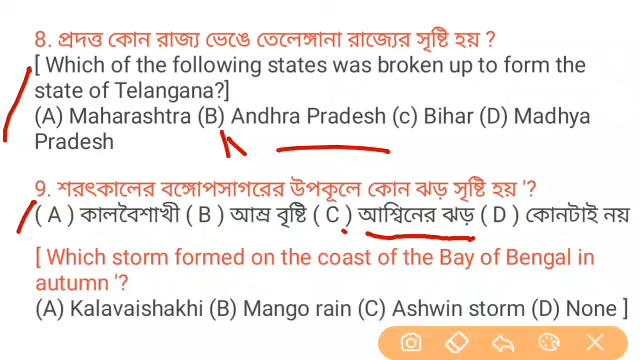 8. প্রদত্ত কোন রাজ্য ভেঙে তেলেঙ্গানা রাজ্যের সৃষ্টি হয় ?
[ Which of the following states was broken up to form the
state of Telangana?]
(A) Maharashtra (B) Andhra Pradesh (c) Bihar (D) Madhya
Pradesh
9. শরৎকালের বঙ্গোপসাগরের উপকূলে কোন ঝড় সৃষ্টি হয় '?
( A ) কালবৈশাখী ( B ) আম্র বৃষ্টি ( C ) আশ্বিনের ঝড় ( D ) কোনটাই নয়
[ Which storm formed on the coast of the Bay of Bengal in
autumn '?
(A) Kalavaishakhi (B) Mango rain (C) Ashwin storm (D) None ]